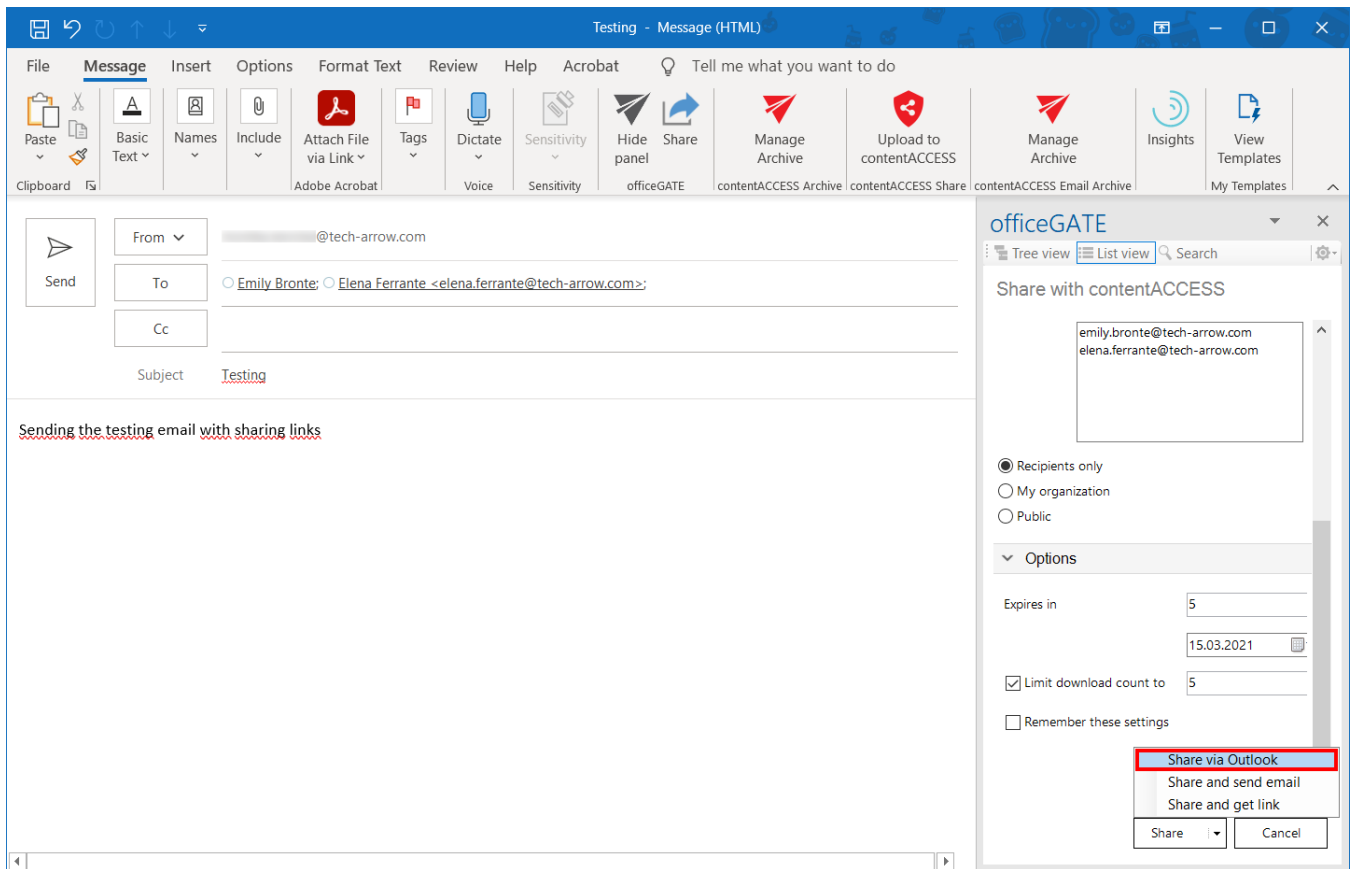 Testing - Message (HTML)
File Message Insert Options Format Text Review Help Acrobat Tell me what you want to do
Paste
Basic Text
Names
Include
Attach File via Link
Tags
Dictate
Sensitivity
Hide panel
Share
Manage Archive
Upload to contentACCESS
Manage Archive
Insights
View Templates
Clipboard
Adobe Acrobat
Voice
Sensitivity
officeGATE
contentACCESS Archive
contentACCESS Share
contentACCESS Email Archive
My Templates
Send
From
@tech-arrow.com
To
Emily Bronte; Elena Ferrante <elena.ferrante@tech-arrow.com>;
Cc
Subject
Testing
Sending the testing email with sharing links
officeGATE
Tree view List view Search
Share with contentACCESS
emily.bronte@tech-arrow.com
elena.ferrante@tech-arrow.com
Recipients only
My organization
Public
Options
Expires in 5
15.03.2021
Limit download count to 5
Remember these settings
Share via Outlook
Share and send email
Share and get link
Share Cancel